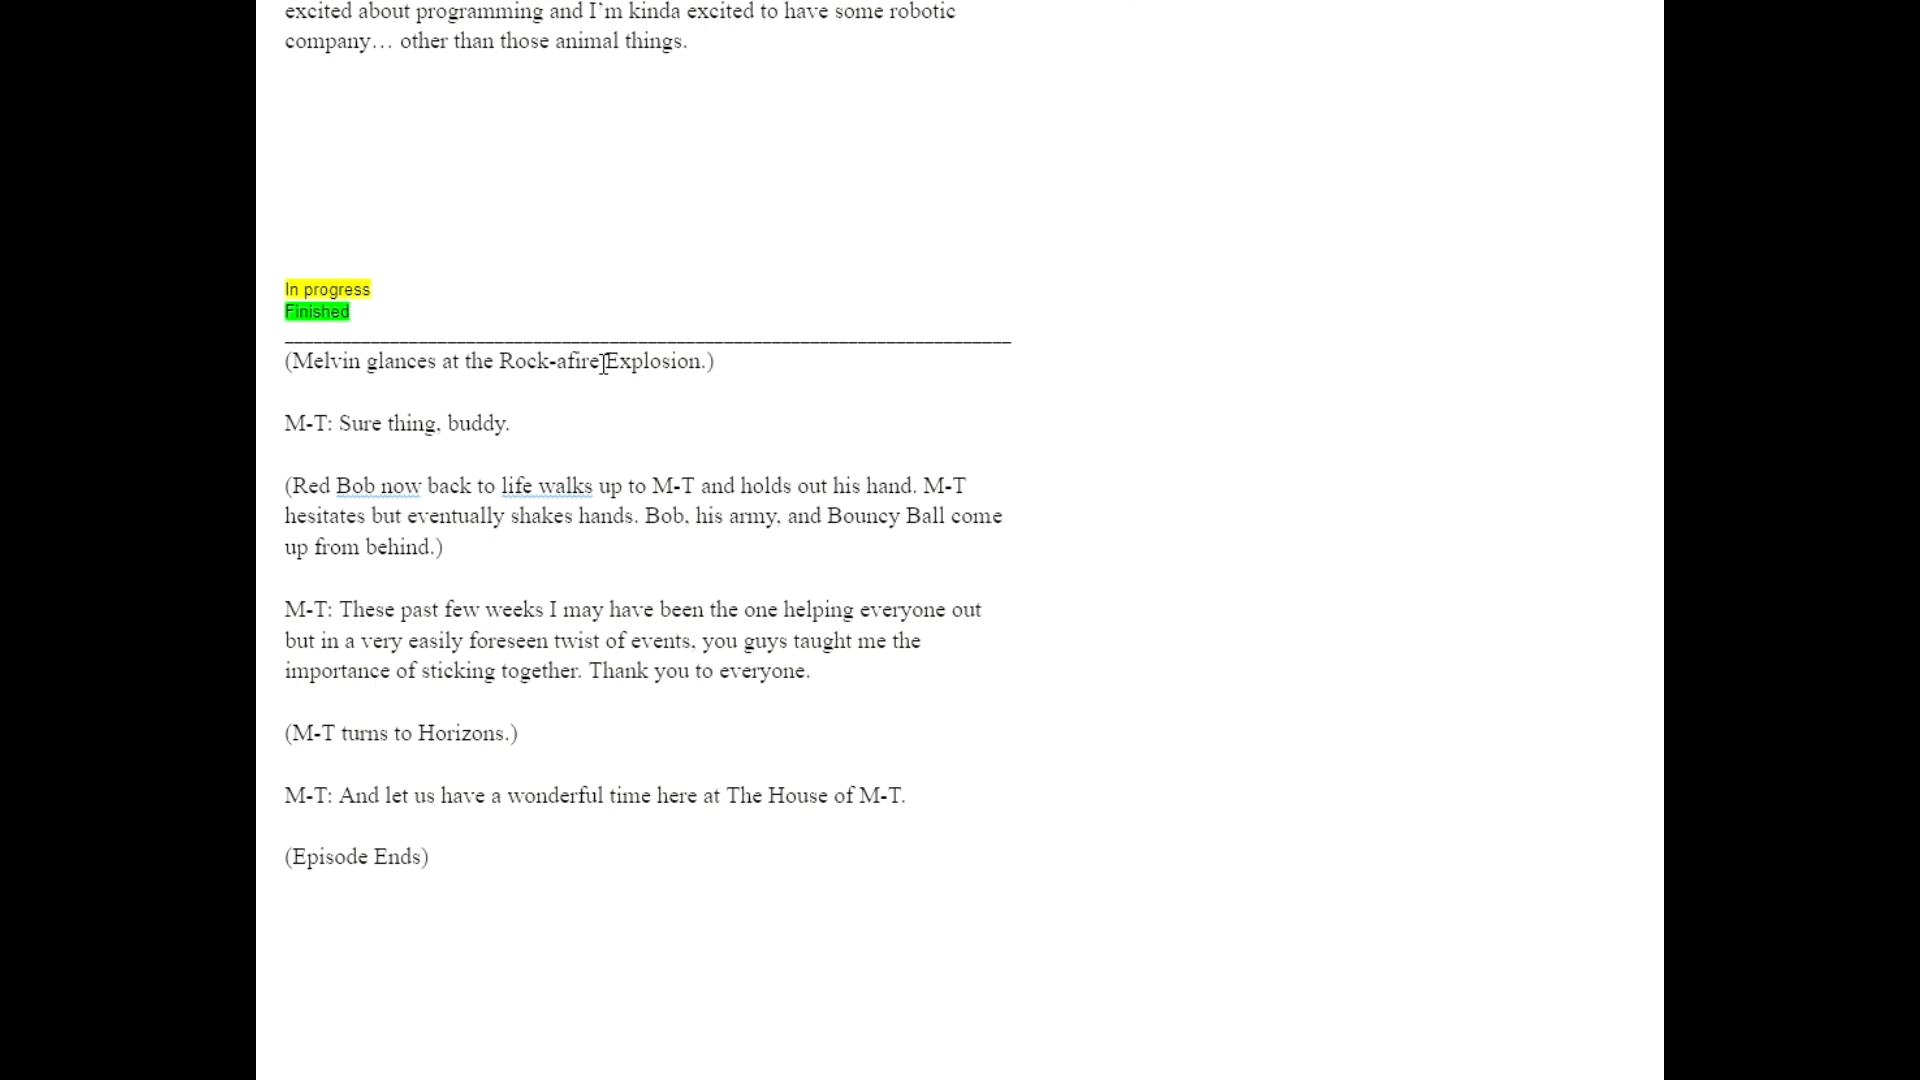 excited about programming and I'm kinda excited to have some robotic
company… other than those animal things.
In progress
Finished
(Melvin glances at the Rock-afire Explosion.)
M-T: Sure thing, buddy.
(Red Bob now back to life walks up to M-T and holds out his hand. M-T
hesitates but eventually shakes hands. Bob, his army, and Bouncy Ball come
up from behind.)
M-T: These past few weeks I may have been the one helping everyone out
but in a very easily foreseen twist of events, you guys taught me the
importance of sticking together. Thank you to everyone.
(M-T turns to Horizons.)
M-T: And let us have a wonderful time here at The House of M-T.
(Episode Ends)